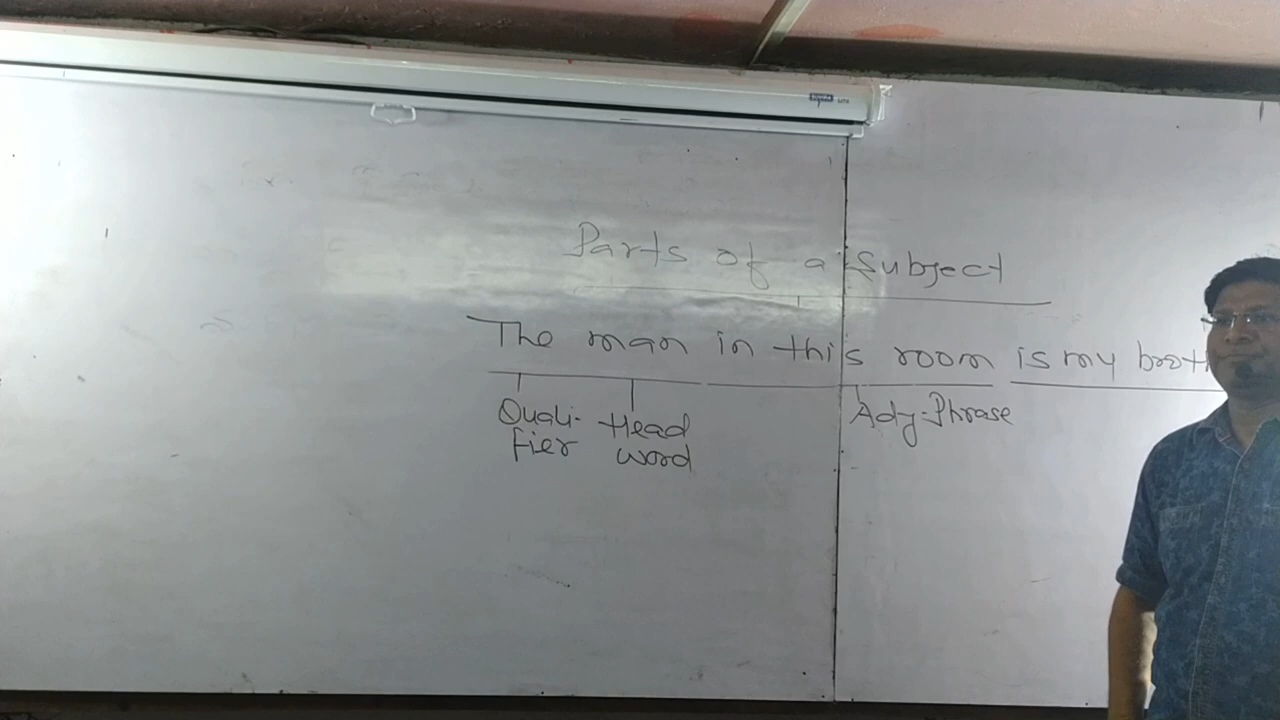 Parts of a Subject
The man in this room is my broth
Quali- Head Adj. Phrase
fier word